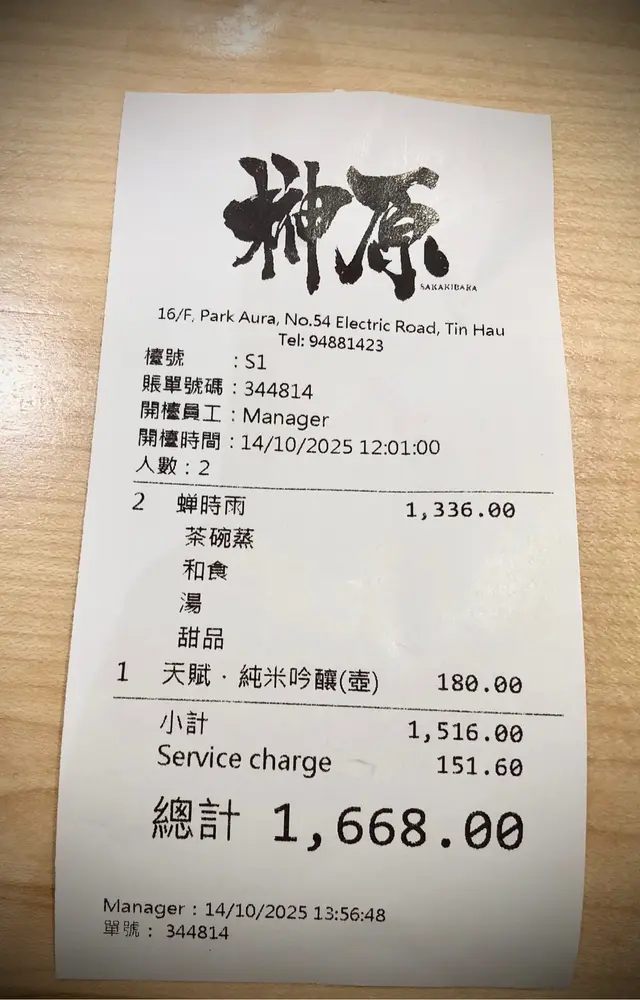 榊原
SAKAKIBARA
16/F, Park Aura, No.54 Electric Road, Tin Hau
Tel: 94881423
檯號 : S1
賬單號碼 : 344814
開檯員工 : Manager
開檯時間 : 14/10/2025 12:01:00
人數 : 2
2 蝉時雨 1,336.00
茶碗蒸
和食
湯
甜品
1 天賦．純米吟釀(壺) 180.00
小計 1,516.00
Service charge 151.60
總計 1,668.00
Manager : 14/10/2025 13:56:48
單號 : 344814